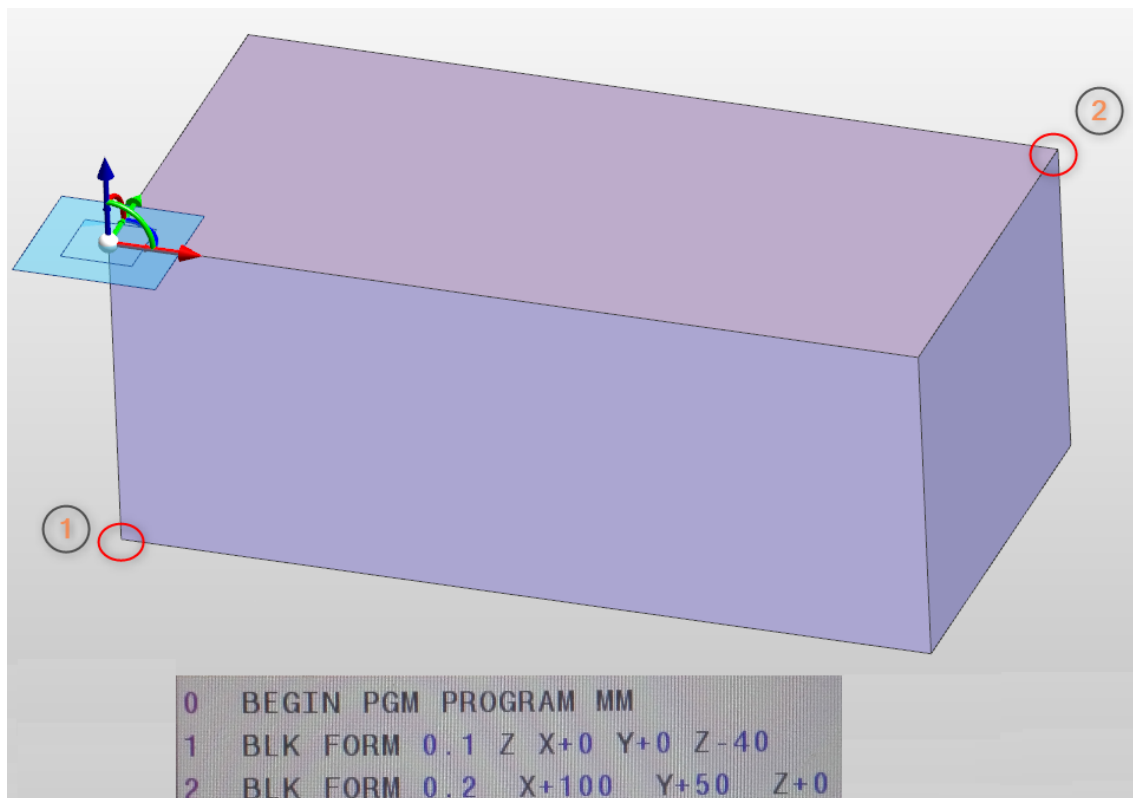 2
1
0 BEGIN PGM PROGRAM MM
1 BLK FORM 0.1 Z X+0 Y+0 Z-40
2 BLK FORM 0.2 X+100 Y+50 Z+0